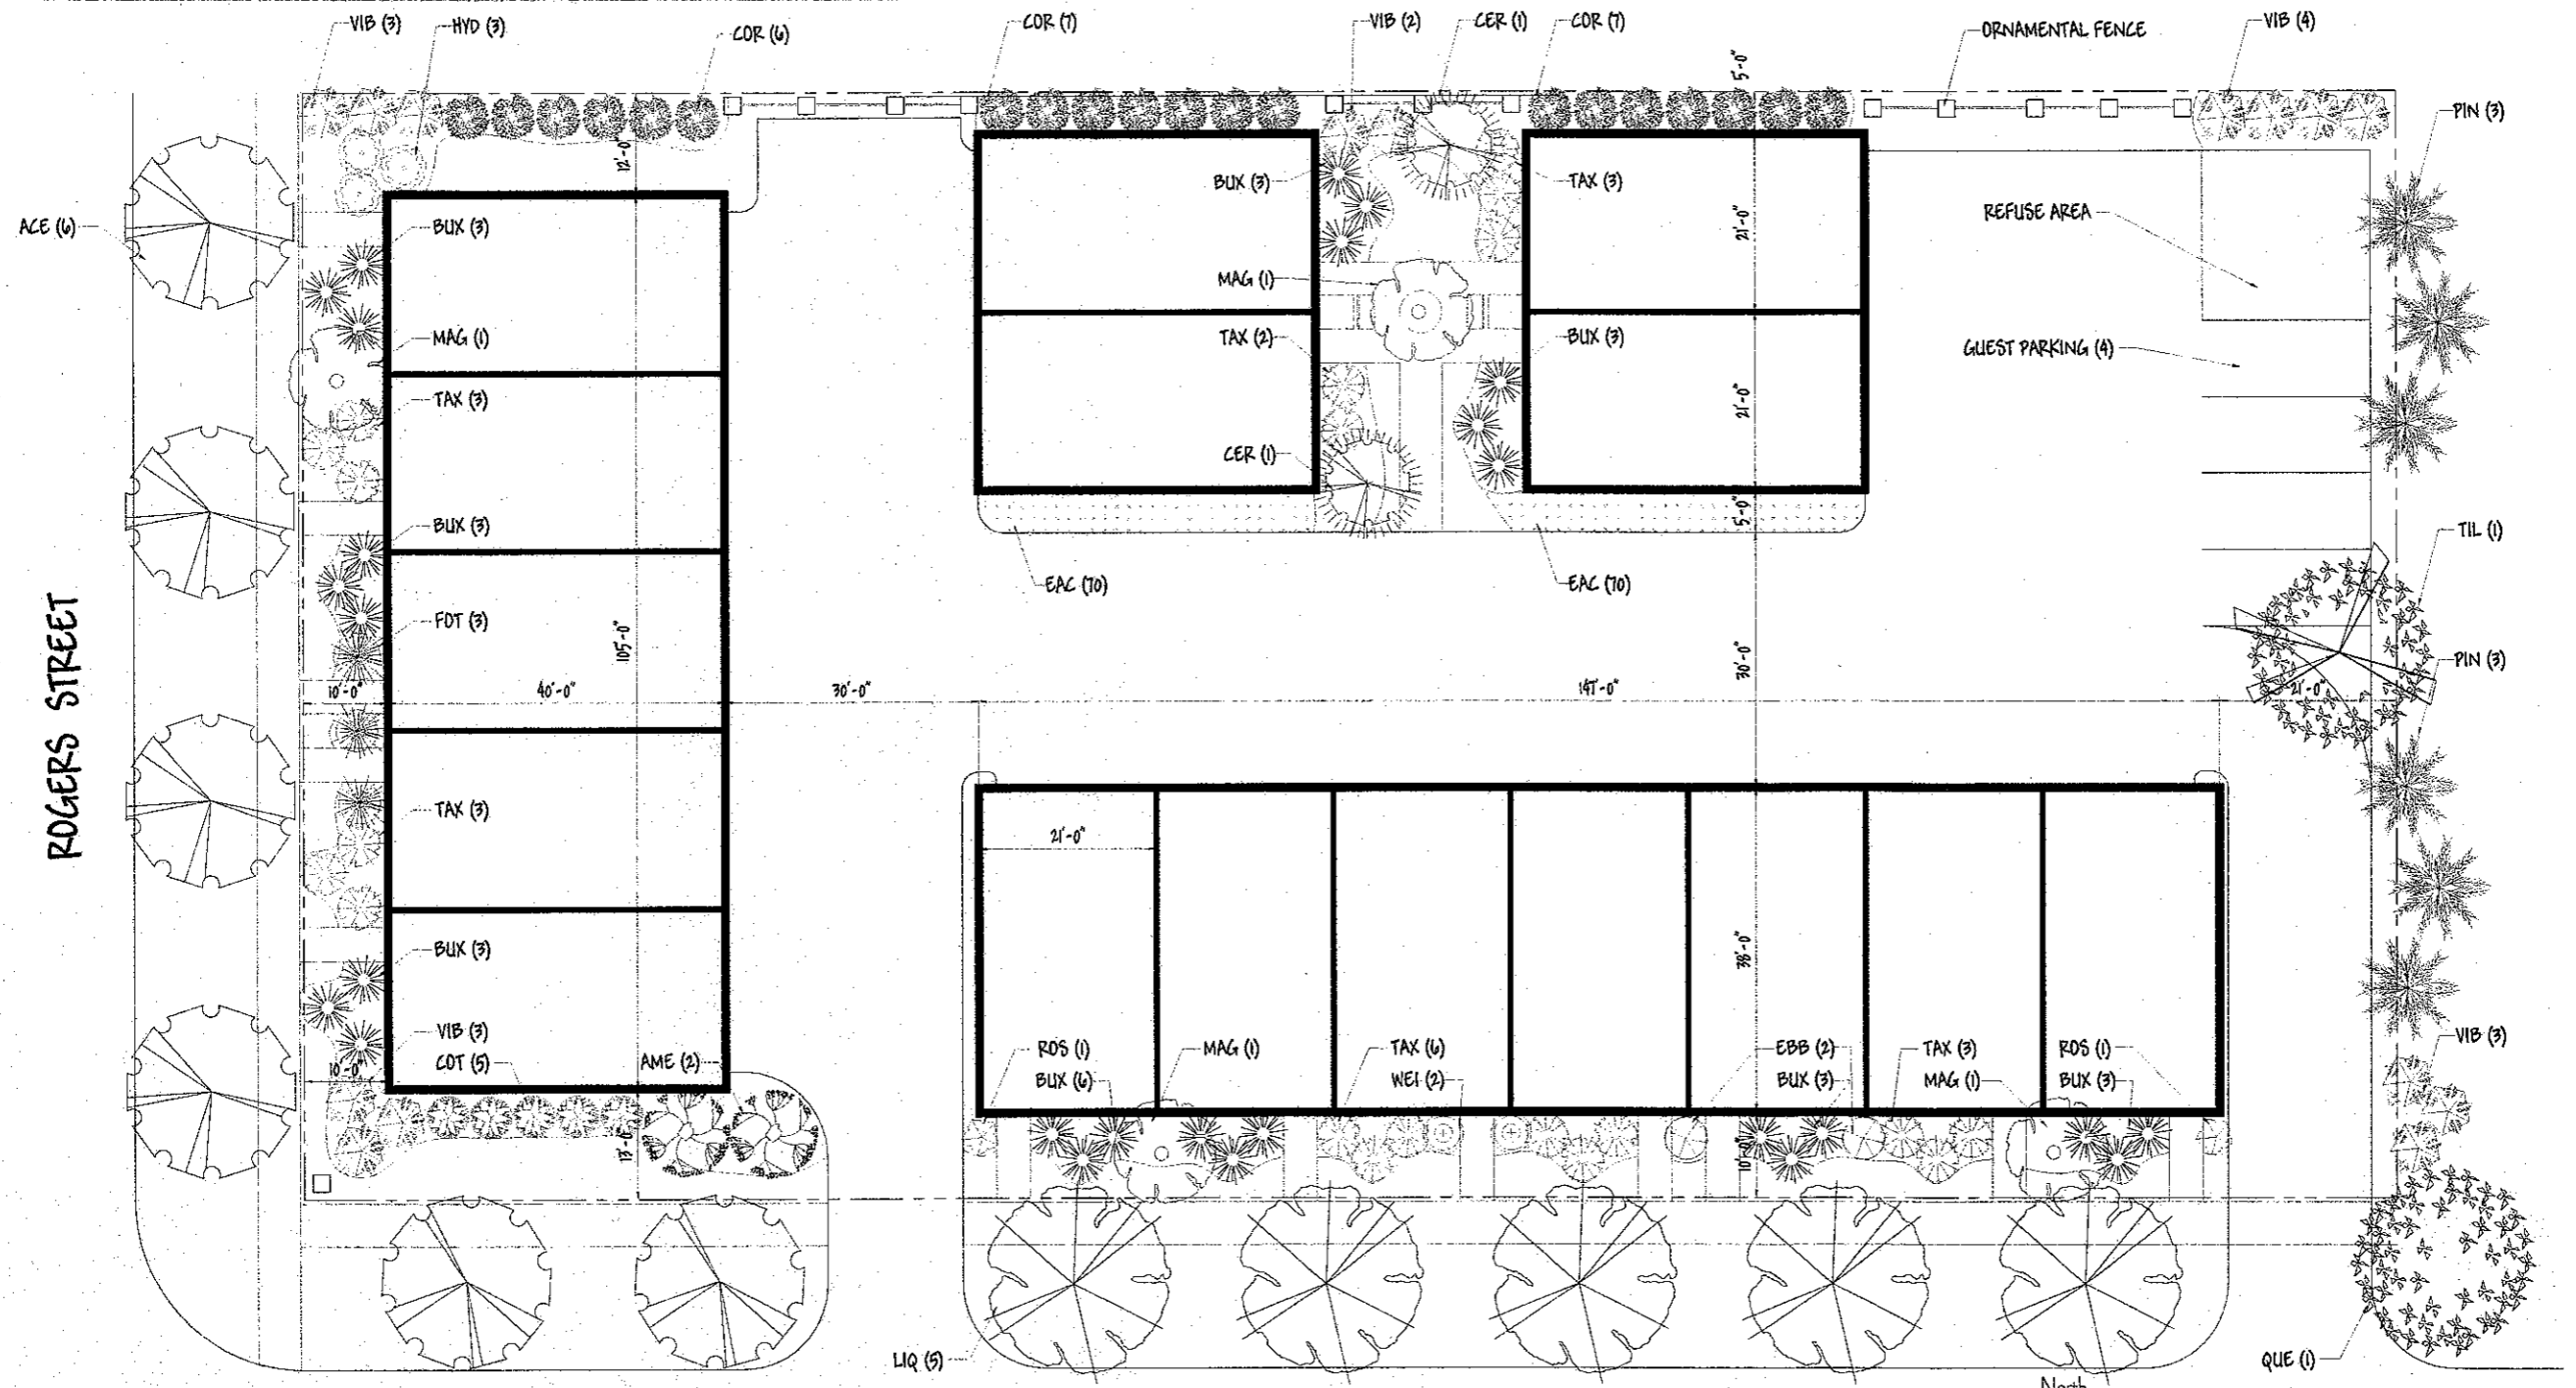 VIB (3)
HYD (3)
COR (6)
COR (7)
VIB (2)
CER (1)
COR (7)
ORNAMENTAL FENCE
VIB (4)
5'-0"
PIN (3)
12'-0"
BUX (3)
TAX (3)
REFUSE AREA
21'-0"
ACE (6)
BUX (3)
MAG (1)
MAG (1)
TAX (2)
BUX (3)
GUEST PARKING (4)
TAX (3)
21'-0"
CER (1)
BUX (3)
5'-0"
TIL (1)
EAC (70)
EAC (70)
FOT (3)
105'-0"
ROGERS STREET
30'-0"
PIN (3)
10'-0"
40'-0"
30'-0"
147'-0"
21'-0"
TAX (3)
21'-0"
BUX (3)
38'-0"
VIB (3)
COT (5)
AME (2)
ROS (1)
BUX (6)
MAG (1)
TAX (6)
WEI (2)
EBB (2)
BUX (3)
TAX (3)
MAG (1)
ROS (1)
BUX (3)
VIB (3)
10'-0"
13'-0"
10'-0"
LIQ (5)
QUE (1)
North